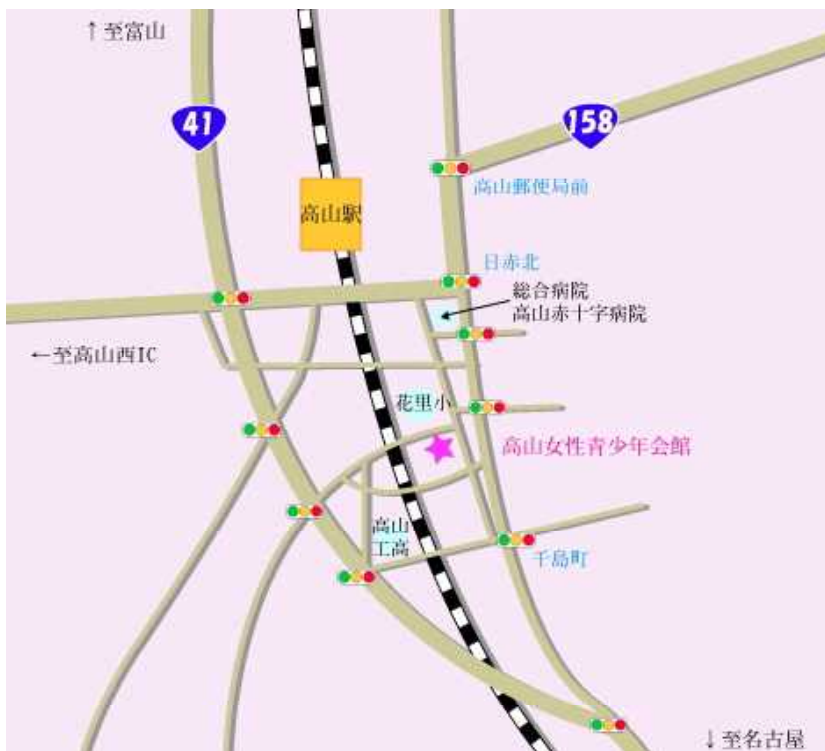 ↑至富山
41
158
高山郵便局前
高山駅
日赤北
総合病院
高山赤十字病院
←至高山西IC
花里小
高山女性青少年会館
高山
工高
千島町
↓至名古屋